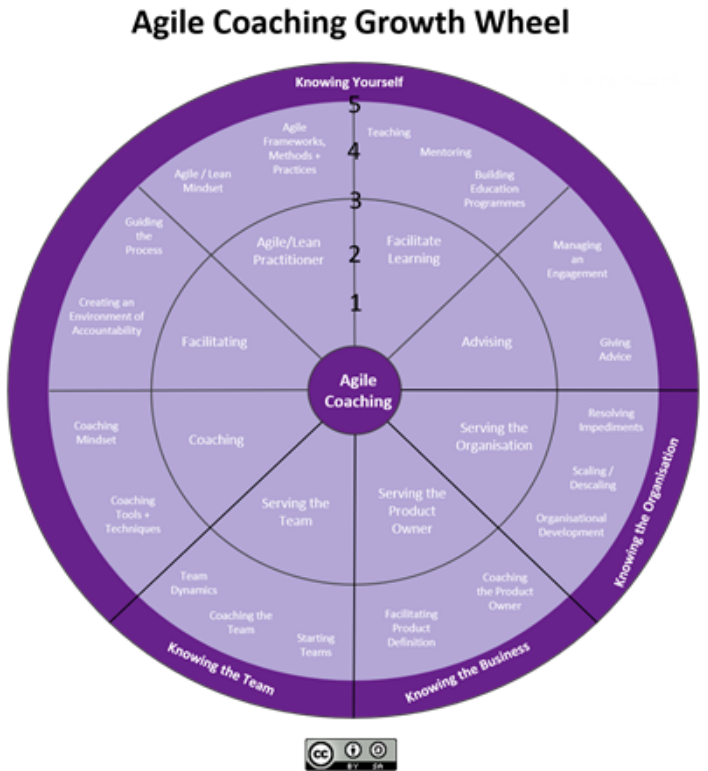 Agile Coaching Growth Wheel
Knowing Yourself
5
4
3
2
1
Agile
Frameworks,
Methods +
Practices
Agile / Lean
Mindset
Agile/Lean
Practitioner
Teaching
Mentoring
Building
Education
Programmes
Facilitate
Learning
Guiding
the
Process
Creating an
Environment of
Accountability
Facilitating
Managing
an
Engagement
Giving
Advice
Advising
Agile
Coaching
Coaching
Mindset
Coaching
Tools +
Techniques
Coaching
Serving the
Organisation
Resolving
Impediments
Scaling /
Descaling
Organisational
Development
Knowing the Organisation
Serving the
Team
Team
Dynamics
Coaching the
Team
Starting
Teams
Knowing the Team
Serving the
Product
Owner
Coaching
the Product
Owner
Facilitating
Product
Definition
Knowing the Business
cc
BY SA